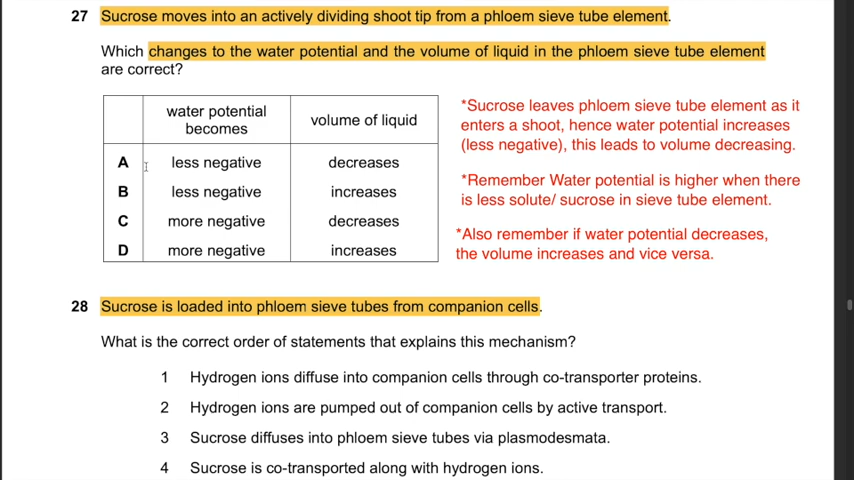 27 Sucrose moves into an actively dividing shoot tip from a phloem sieve tube element.
Which changes to the water potential and the volume of liquid in the phloem sieve tube element
are correct?
water potential
becomes
volume of liquid
A less negative decreases
B less negative increases
C more negative decreases
D more negative increases
*Sucrose leaves phloem sieve tube element as it
enters a shoot, hence water potential increases
(less negative), this leads to volume decreasing.
*Remember Water potential is higher when there
is less solute/ sucrose in sieve tube element.
*Also remember if water potential decreases,
the volume increases and vice versa.
28 Sucrose is loaded into phloem sieve tubes from companion cells.
What is the correct order of statements that explains this mechanism?
1 Hydrogen ions diffuse into companion cells through co-transporter proteins.
2 Hydrogen ions are pumped out of companion cells by active transport.
3 Sucrose diffuses into phloem sieve tubes via plasmodesmata.
4 Sucrose is co-transported along with hydrogen ions.